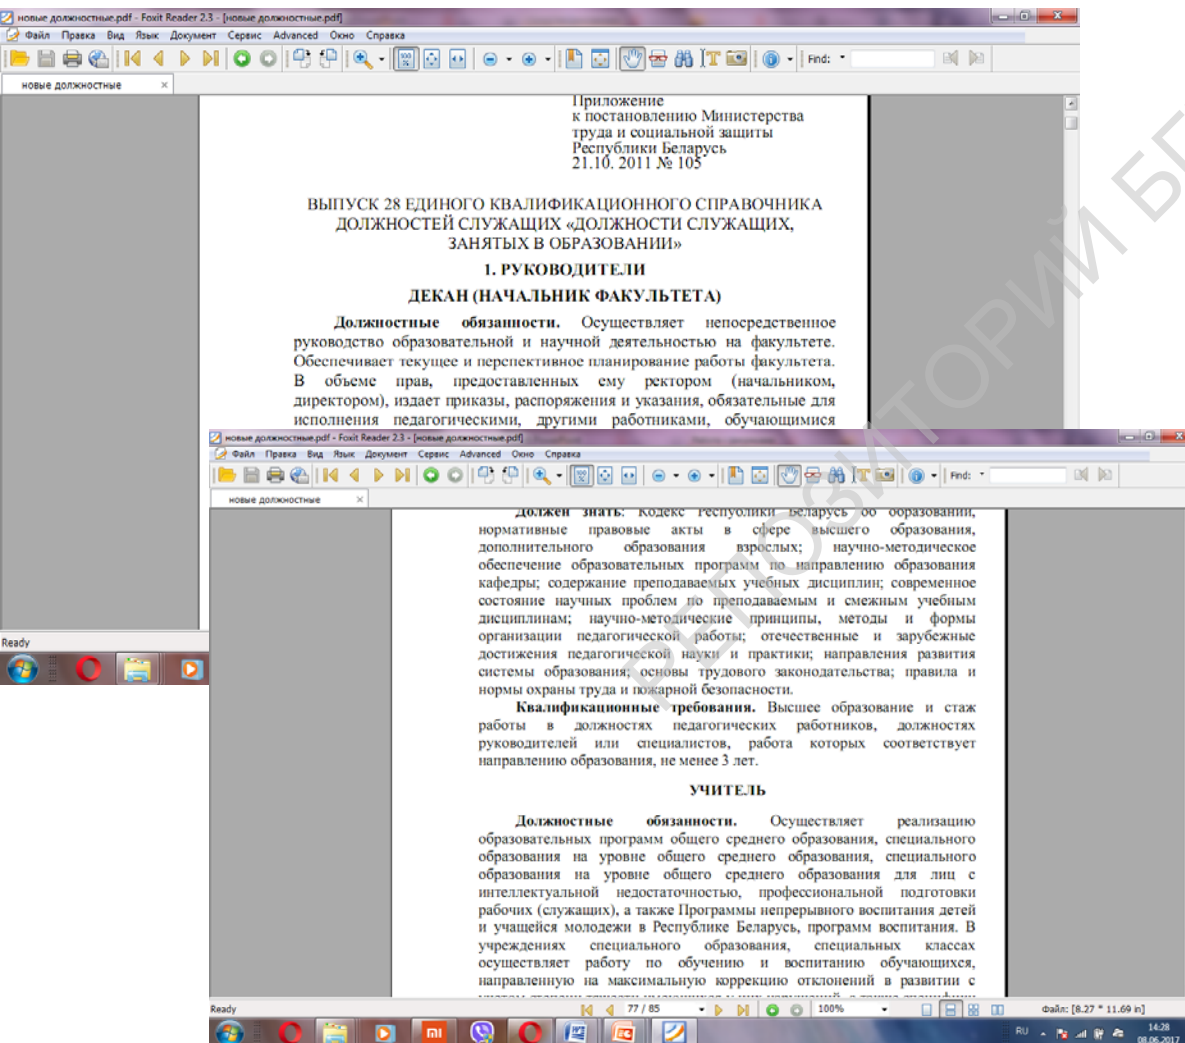 новые должностные.pdf - Foxit Reader 2.3 - [новые должностные.pdf]
Файл Правка Вид Язык Документ Сервис Advanced Окно Справка
Find:
новые должностные
Приложение
к постановлению Министерства
труда и социальной защиты
Республики Беларусь
21.10. 2011 № 105
ВЫПУСК 28 ЕДИНОГО КВАЛИФИКАЦИОННОГО СПРАВОЧНИКА
ДОЛЖНОСТЕЙ СЛУЖАЩИХ «ДОЛЖНОСТИ СЛУЖАЩИХ,
ЗАНЯТЫХ В ОБРАЗОВАНИИ»
1. РУКОВОДИТЕЛИ
ДЕКАН (НАЧАЛЬНИК ФАКУЛЬТЕТА)
Должностные обязанности. Осуществляет непосредственное
руководство образовательной и научной деятельностью на факультете.
Обеспечивает текущее и перспективное планирование работы факультета.
В объеме прав, предоставленных ему ректором (начальником,
директором), издает приказы, распоряжения и указания, обязательные для
исполнения педагогическими, другими работниками, обучающимися
Ready
новые должностные.pdf - Foxit Reader 2.3 - [новые должностные.pdf]
Файл Правка Вид Язык Документ Сервис Advanced Окно Справка
Find:
новые должностные
Должен знать: Кодекс Республики Беларусь об образовании,
нормативные правовые акты в сфере высшего образования,
дополнительного образования взрослых; научно-методическое
обеспечение образовательных программ по направлению образования
кафедры; содержание преподаваемых учебных дисциплин; современное
состояние научных проблем по преподаваемым и смежным учебным
дисциплинам; научно-методические принципы, методы и формы
организации педагогической работы; отечественные и зарубежные
достижения педагогической науки и практики; направления развития
системы образования; основы трудового законодательства; правила и
нормы охраны труда и пожарной безопасности.
Квалификационные требования. Высшее образование и стаж
работы в должностях педагогических работников, должностях
руководителей или специалистов, работа которых соответствует
направлению образования, не менее 3 лет.
УЧИТЕЛЬ
Должностные обязанности. Осуществляет реализацию
образовательных программ общего среднего образования, специального
образования на уровне общего среднего образования, специального
образования на уровне общего среднего образования для лиц с
интеллектуальной недостаточностью, профессиональной подготовки
рабочих (служащих), а также Программы непрерывного воспитания детей
и учащейся молодежи в Республике Беларусь, программ воспитания. В
учреждениях специального образования, специальных классах
осуществляет работу по обучению и воспитанию обучающихся,
направленную на максимальную коррекцию отклонений в развитии с
Ready 77 / 85 100% Файл: [8.27 * 11.69 in]
RU 14:28
08.06.2017
РЕПОЗИТОРИЙ